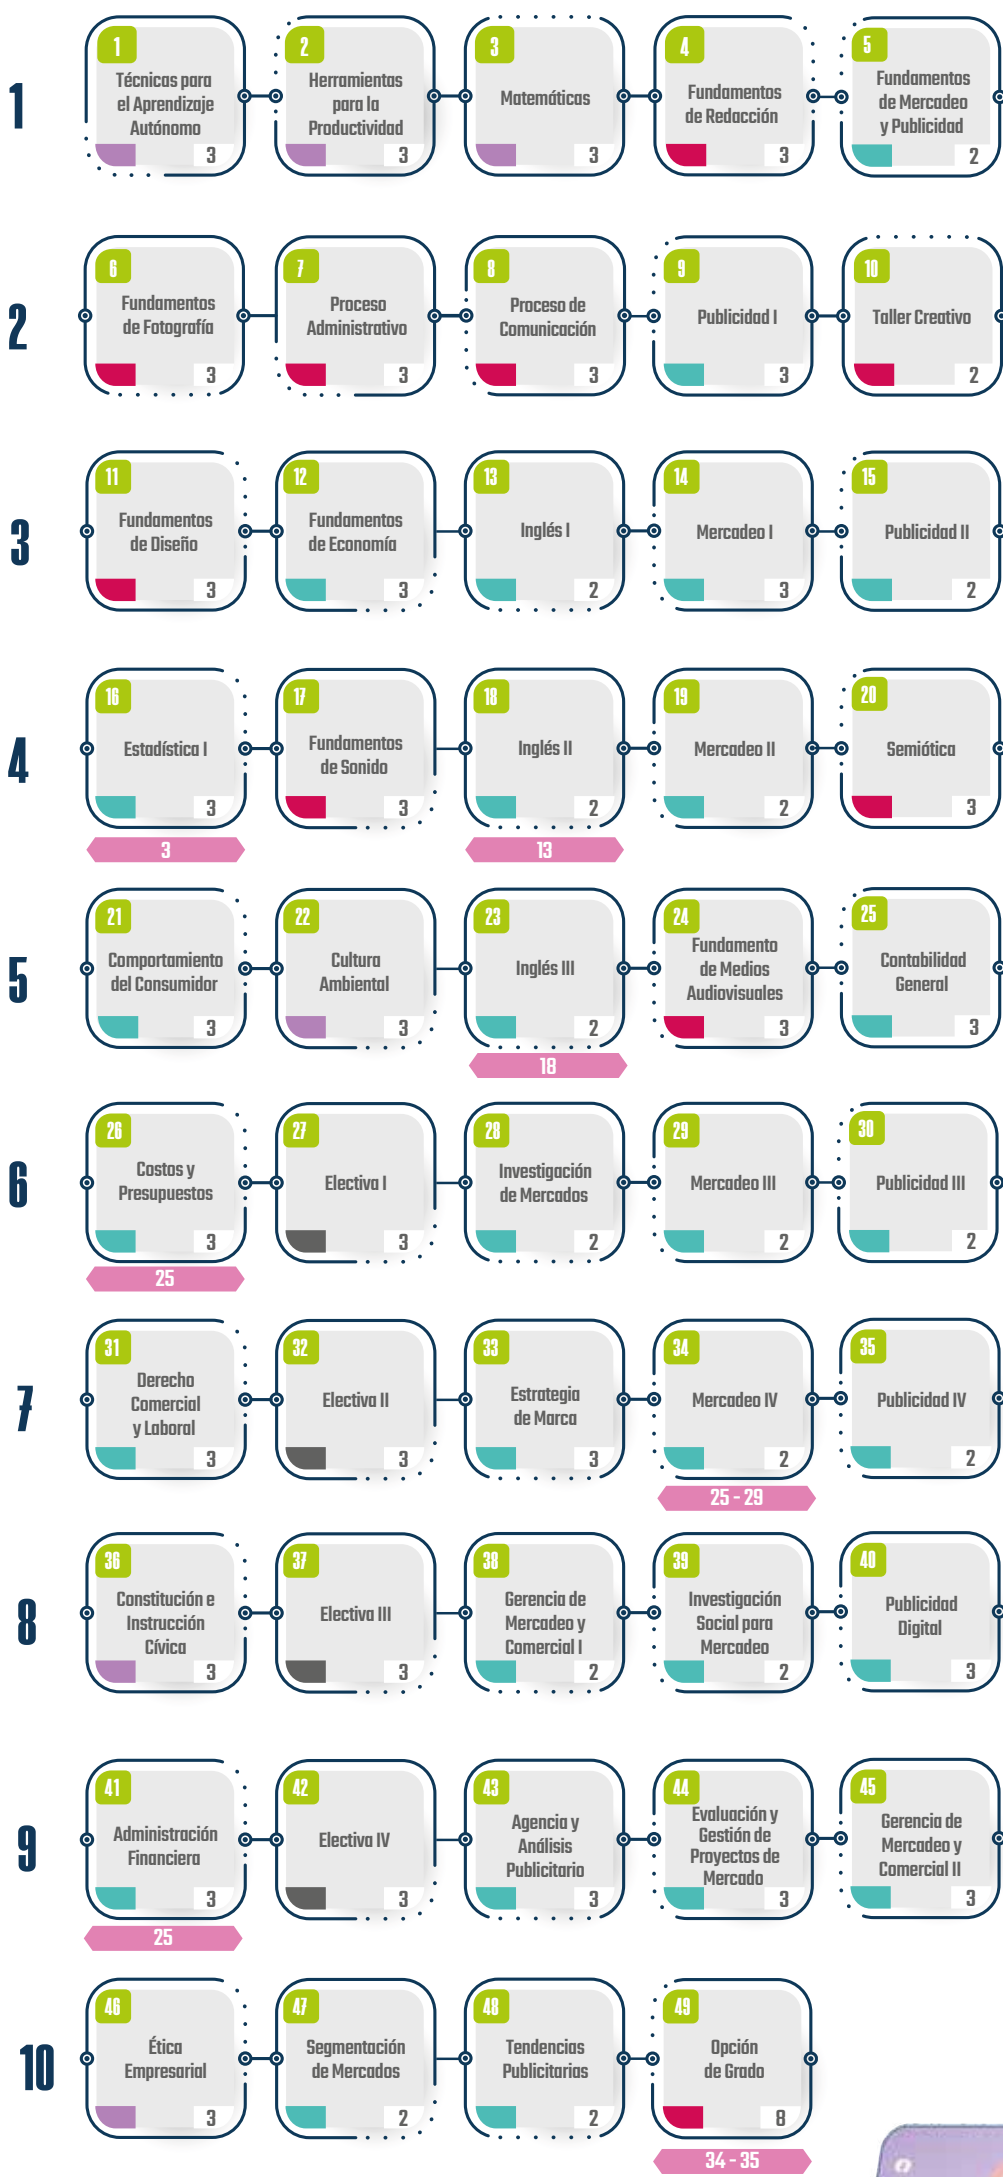 1
1
Técnicas para
el Aprendizaje
Autónomo
3
2
Herramientas
para la
Productividad
3
3
Matemáticas
3
4
Fundamentos
de Redacción
3
5
Fundamentos
de Mercadeo
y Publicidad
2
2
6
Fundamentos
de Fotografía
3
7
Proceso
Administrativo
3
8
Proceso de
Comunicación
3
9
Publicidad I
3
10
Taller Creativo
2
3
11
Fundamentos
de Diseño
3
12
Fundamentos
de Economía
3
13
Inglés I
2
14
Mercadeo I
3
15
Publicidad II
2
4
16
Estadística I
3
3
17
Fundamentos
de Sonido
3
18
Inglés II
2
13
19
Mercadeo II
2
20
Semiótica
3
5
21
Comportamiento
del Consumidor
3
22
Cultura
Ambiental
3
23
Inglés III
2
18
24
Fundamento
de Medios
Audiovisuales
3
25
Contabilidad
General
3
6
26
Costos y
Presupuestos
3
25
27
Electiva I
3
28
Investigación
de Mercados
2
29
Mercadeo III
2
30
Publicidad III
2
7
31
Derecho
Comercial
y Laboral
3
32
Electiva II
3
33
Estrategia
de Marca
3
34
Mercadeo IV
2
25 - 29
35
Publicidad IV
2
8
36
Constitución e
Instrucción
Cívica
3
37
Electiva III
3
38
Gerencia de
Mercadeo y
Comercial I
2
39
Investigación
Social para
Mercadeo
2
40
Publicidad
Digital
3
9
41
Administración
Financiera
3
25
42
Electiva IV
3
43
Agencia y
Análisis
Publicitario
3
44
Evaluación y
Gestión de
Proyectos de
Mercado
3
45
Gerencia de
Mercadeo y
Comercial II
3
10
46
Ética
Empresarial
3
47
Segmentación
de Mercados
2
48
Tendencias
Publicitarias
2
49
Opción
de Grado
8
34 - 35